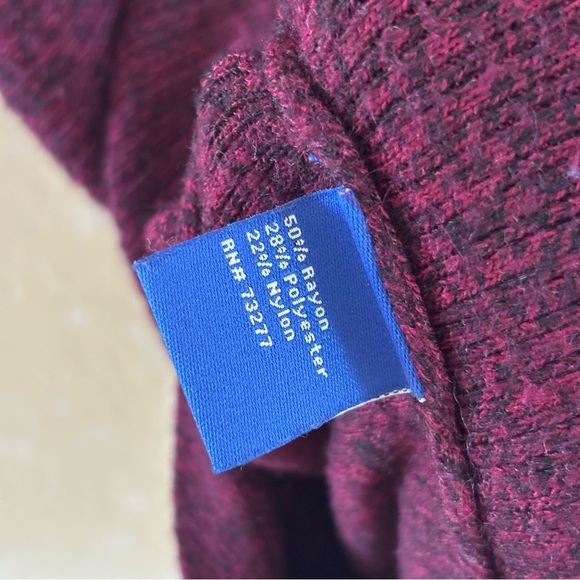 50% Rayon
28% Polyester
22% Nylon
RN# 73277